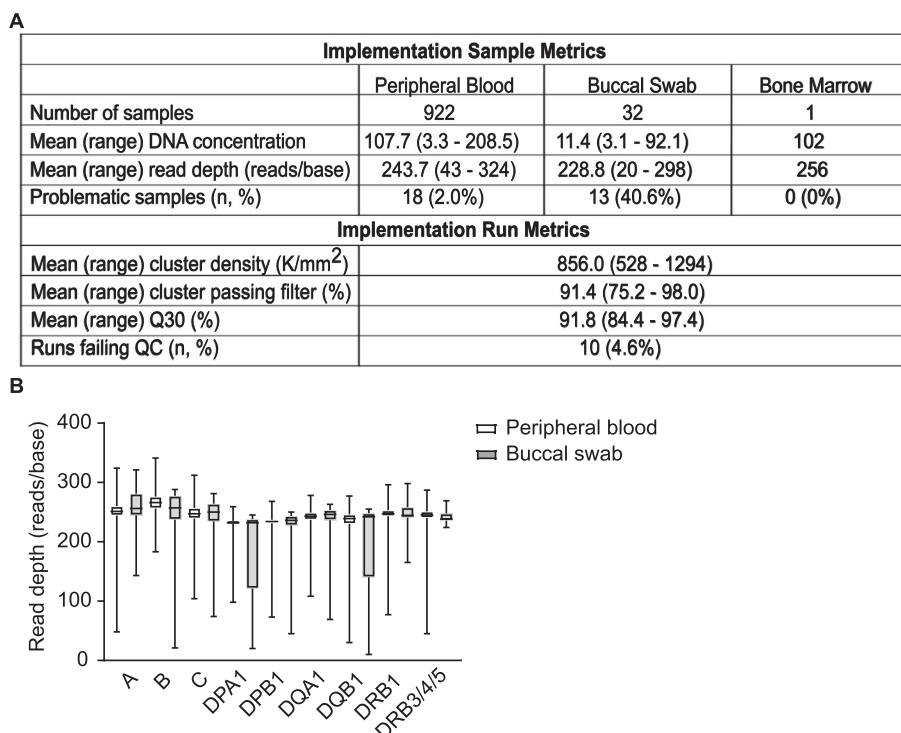 A
Implementation Sample Metrics
Peripheral Blood Buccal Swab Bone Marrow
Number of samples 922 32 1
Mean (range) DNA concentration 107.7 (3.3 - 208.5) 11.4 (3.1 - 92.1) 102
Mean (range) read depth (reads/base) 243.7 (43 - 324) 228.8 (20 - 298) 256
Problematic samples (n, %) 18 (2.0%) 13 (40.6%) 0 (0%)
Implementation Run Metrics
Mean (range) cluster density (K/mm²) 856.0 (528 - 1294)
Mean (range) cluster passing filter (%) 91.4 (75.2 - 98.0)
Mean (range) Q30 (%) 91.8 (84.4 - 97.4)
Runs failing QC (n, %) 10 (4.6%)
B
Read depth (reads/base)
400
300
200
100
0
Peripheral blood
Buccal swab
A B C DPA1 DPB1 DQA1 DQB1 DRB1 DRB3/4/5